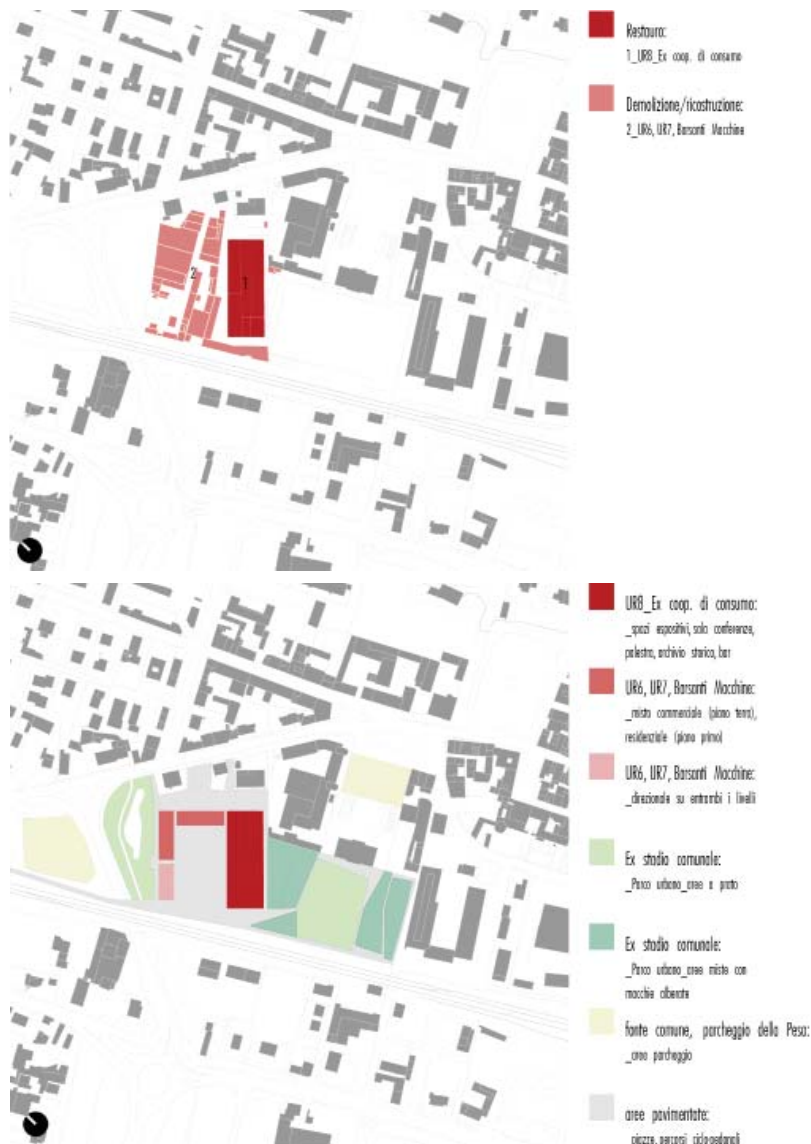 Restauro:
1_UR8_Ex coop. di consumo
Demolizione/ricostruzione:
2_UR6, UR7, Barsanti Macchine
2
1
UR8_Ex coop. di consumo:
_spazi espositivi, sala conferenze,
palestra, archivio storico, bar
UR6, UR7, Barsanti Macchine:
_misto commerciale (piano terra),
residenziale (piano primo)
UR6, UR7, Barsanti Macchine:
_direzionale su entrambi i livelli
Ex stadio comunale:
_Parco urbano_aree a prato
Ex stadio comunale:
_Parco urbano_aree miste con
macchie alberate
fonte comune, parcheggio della Pesa:
_aree parcheggio
aree pavimentate:
_piazze, percorsi ciclo-pedonali